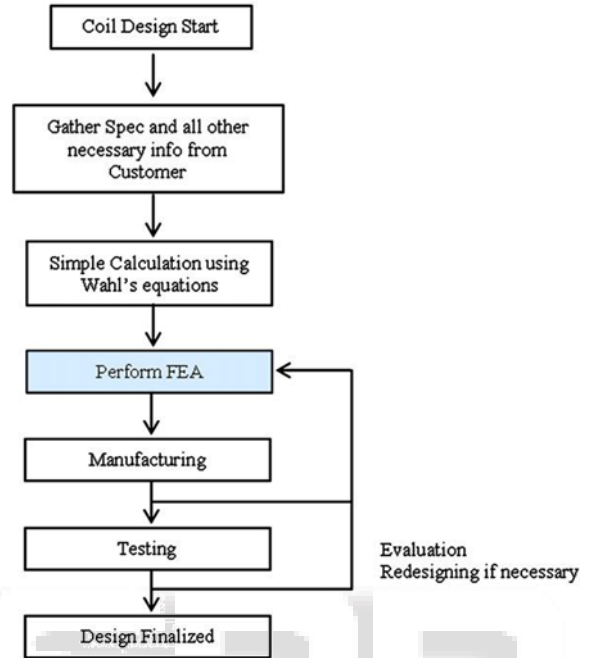 Coil Design Start
Gather Spec and all other
necessary info from
Customer
Simple Calculation using
Wahl's equations
Perform FEA
Manufacturing
Testing
Evaluation
Redesigning if necessary
Design Finalized